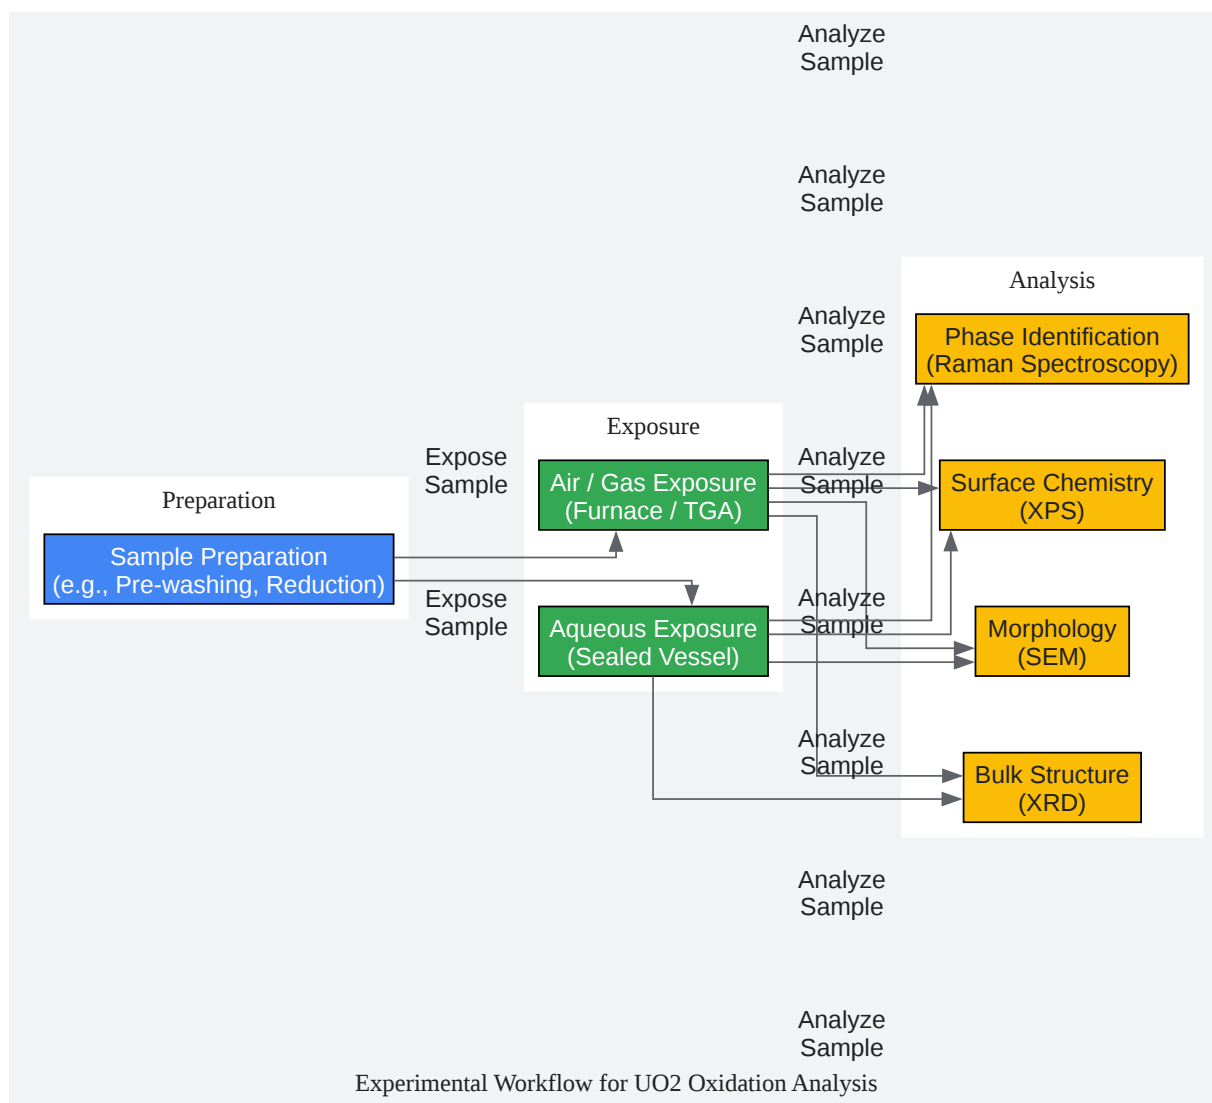 Analyze
Sample
Analyze
Sample
Analysis
Analyze
Sample
Phase Identification
(Raman Spectroscopy)
Exposure
Expose
Sample
Air / Gas Exposure
(Furnace / TGA)
Analyze
Sample
Surface Chemistry
(XPS)
Preparation
Sample Preparation
(e.g., Pre-washing, Reduction)
Expose
Sample
Aqueous Exposure
(Sealed Vessel)
Analyze
Sample
Morphology
(SEM)
Analyze
Sample
Bulk Structure
(XRD)
Analyze
Sample
Analyze
Sample
Experimental Workflow for UO2 Oxidation Analysis